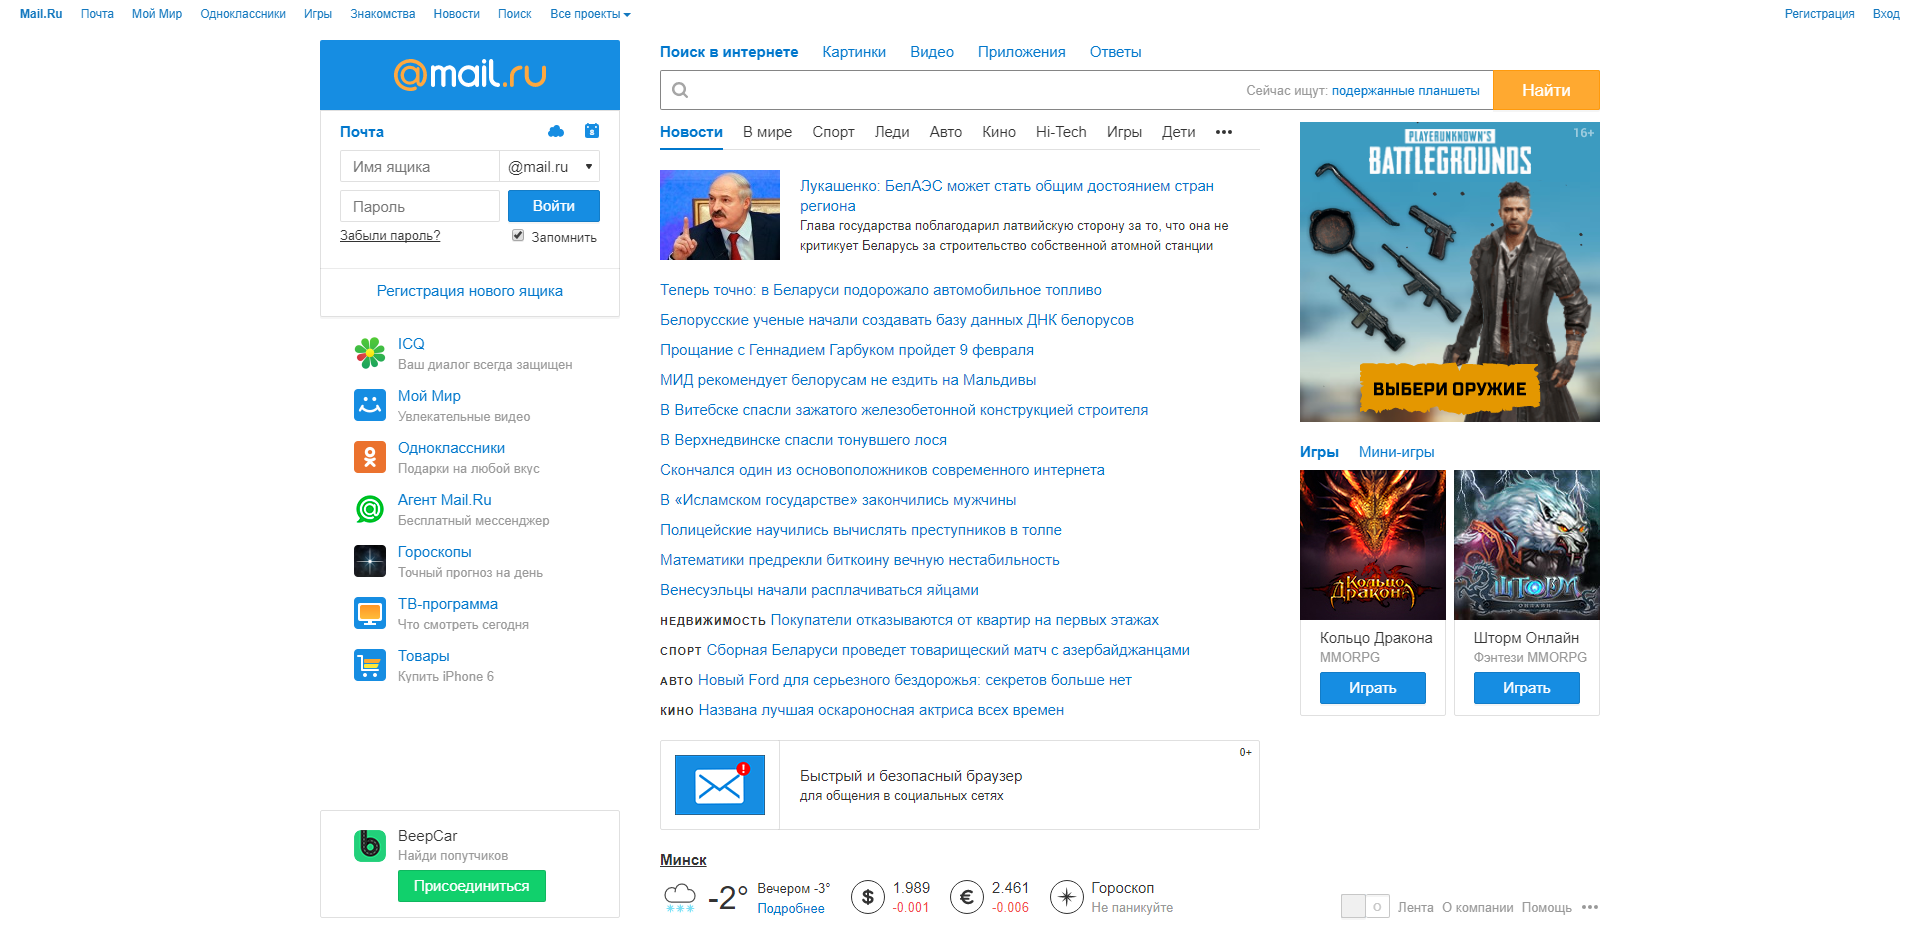 Mail.Ru Почта Мой Мир Одноклассники Игры Знакомства Новости Поиск Все проекты Регистрация Вход
@mail.ru
Почта
Имя ящика @mail.ru
Пароль Войти
Забыли пароль? Запомнить
Регистрация нового ящика
ICQ
Ваш диалог всегда защищен
Мой Мир
Увлекательные видео
Одноклассники
Подарки на любой вкус
Агент Mail.Ru
Бесплатный мессенджер
Гороскопы
Точный прогноз на день
ТВ-программа
Что смотреть сегодня
Товары
Купить iPhone 6
BeepCar
Найди попутчиков
Присоединиться
Поиск в интернете Картинки Видео Приложения Ответы
Сейчас ищут: подержанные планшеты Найти
Новости В мире Спорт Леди Авто Кино Hi-Tech Игры Дети •••
Лукашенко: БелАЭС может стать общим достоянием стран
региона
Глава государства поблагодарил латвийскую сторону за то, что она не
критикует Беларусь за строительство собственной атомной станции
Теперь точно: в Беларуси подорожало автомобильное топливо
Белорусские ученые начали создавать базу данных ДНК белорусов
Прощание с Геннадием Гарбуком пройдет 9 февраля
МИД рекомендует белорусам не ездить на Мальдивы
В Витебске спасли зажатого железобетонной конструкцией строителя
В Верхнедвинске спасли тонувшего лося
Скончался один из основоположников современного интернета
В «Исламском государстве» закончились мужчины
Полицейские научились вычислять преступников в толпе
Математики предрекли биткоину вечную нестабильность
Венесуэльцы начали расплачиваться яйцами
НЕДВИЖИМОСТЬ Покупатели отказываются от квартир на первых этажах
СПОРТ Сборная Беларуси проведет товарищеский матч с азербайджанцами
АВТО Новый Ford для серьезного бездорожья: секретов больше нет
КИНО Названа лучшая оскароносная актриса всех времен
0+
Быстрый и безопасный браузер
для общения в социальных сетях
Минск
-2° Вечером -3° $ 1.989 € 2.461 Гороскоп
Подробнее -0.001 -0.006 Не паникуйте
PLAYERUNKNOWN'S 16+
BATTLEGROUNDS
ВЫБЕРИ ОРУЖИЕ
Игры Мини-игры
Кольцо Дракона
Шторм
онлайн
Кольцо Дракона Шторм Онлайн
MMORPG Фэнтези MMORPG
Играть Играть
Лента О компании Помощь •••